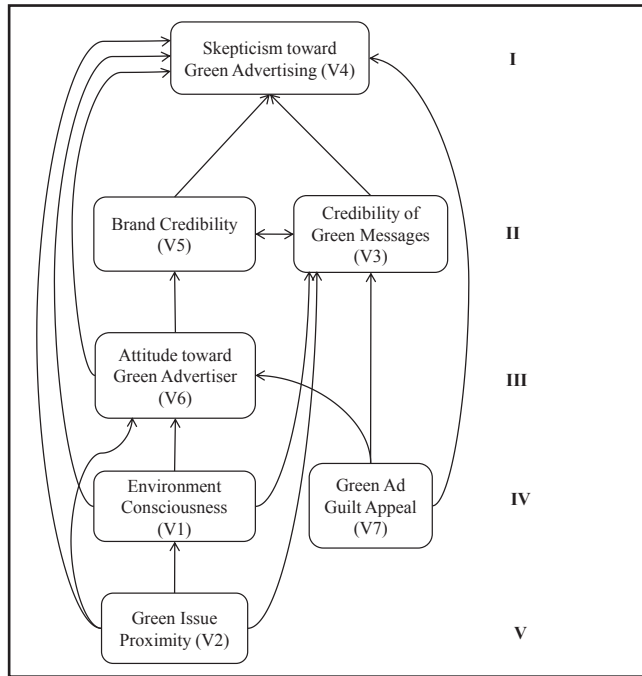 Skepticism toward
Green Advertising (V4)
I
Brand Credibility
(V5)
Credibility of
Green Messages
(V3)
II
Attitude toward
Green Advertiser
(V6)
III
Environment
Consciousness
(V1)
Green Ad
Guilt Appeal
(V7)
IV
Green Issue
Proximity (V2)
V